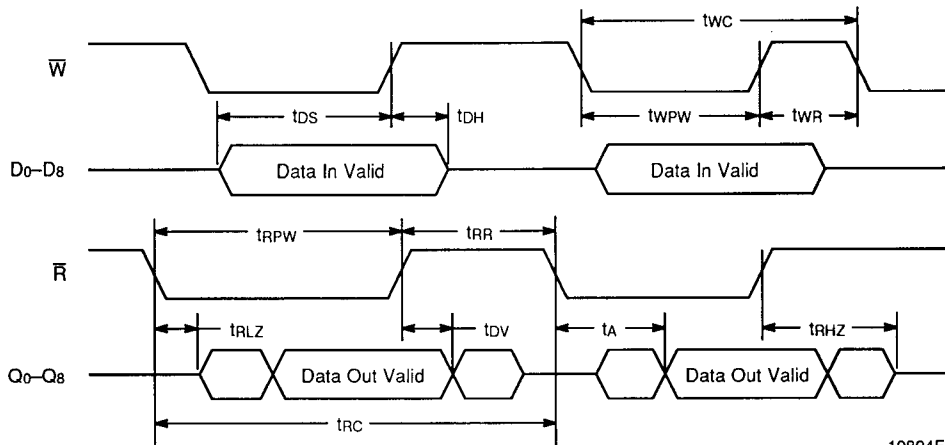 tWC
W̅
tDS
tDH
tWPW
tWR
D0–D8
Data In Valid
Data In Valid
tRPW
tRR
R̅
tRLZ
tDV
tA
tRHZ
Q0–Q8
Data Out Valid
Data Out Valid
tRC